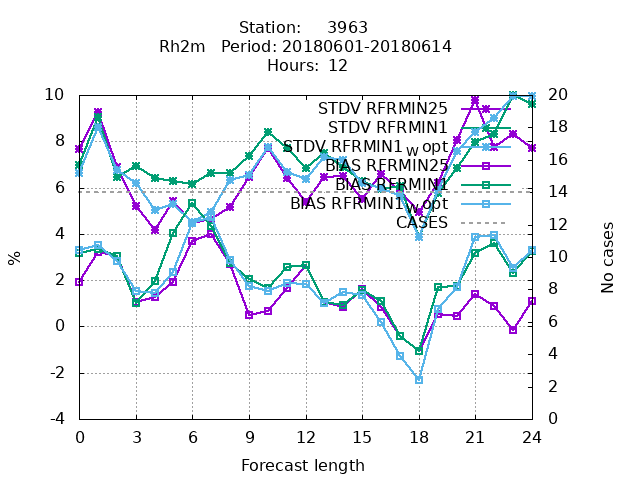 Station: 3963
Rh2m Period: 20180601-20180614
Hours: 12
STDV RFRMIN25
STDV RFRMIN1
STDV RFRMIN1_W opt
BIAS RFRMIN25
BIAS RFRMIN1
BIAS RFRMIN1_W opt
CASES
%
10
8
6
4
2
0
-2
-4
No cases
20
18
16
14
12
10
8
6
4
2
0
0 3 6 9 12 15 18 21 24
Forecast length